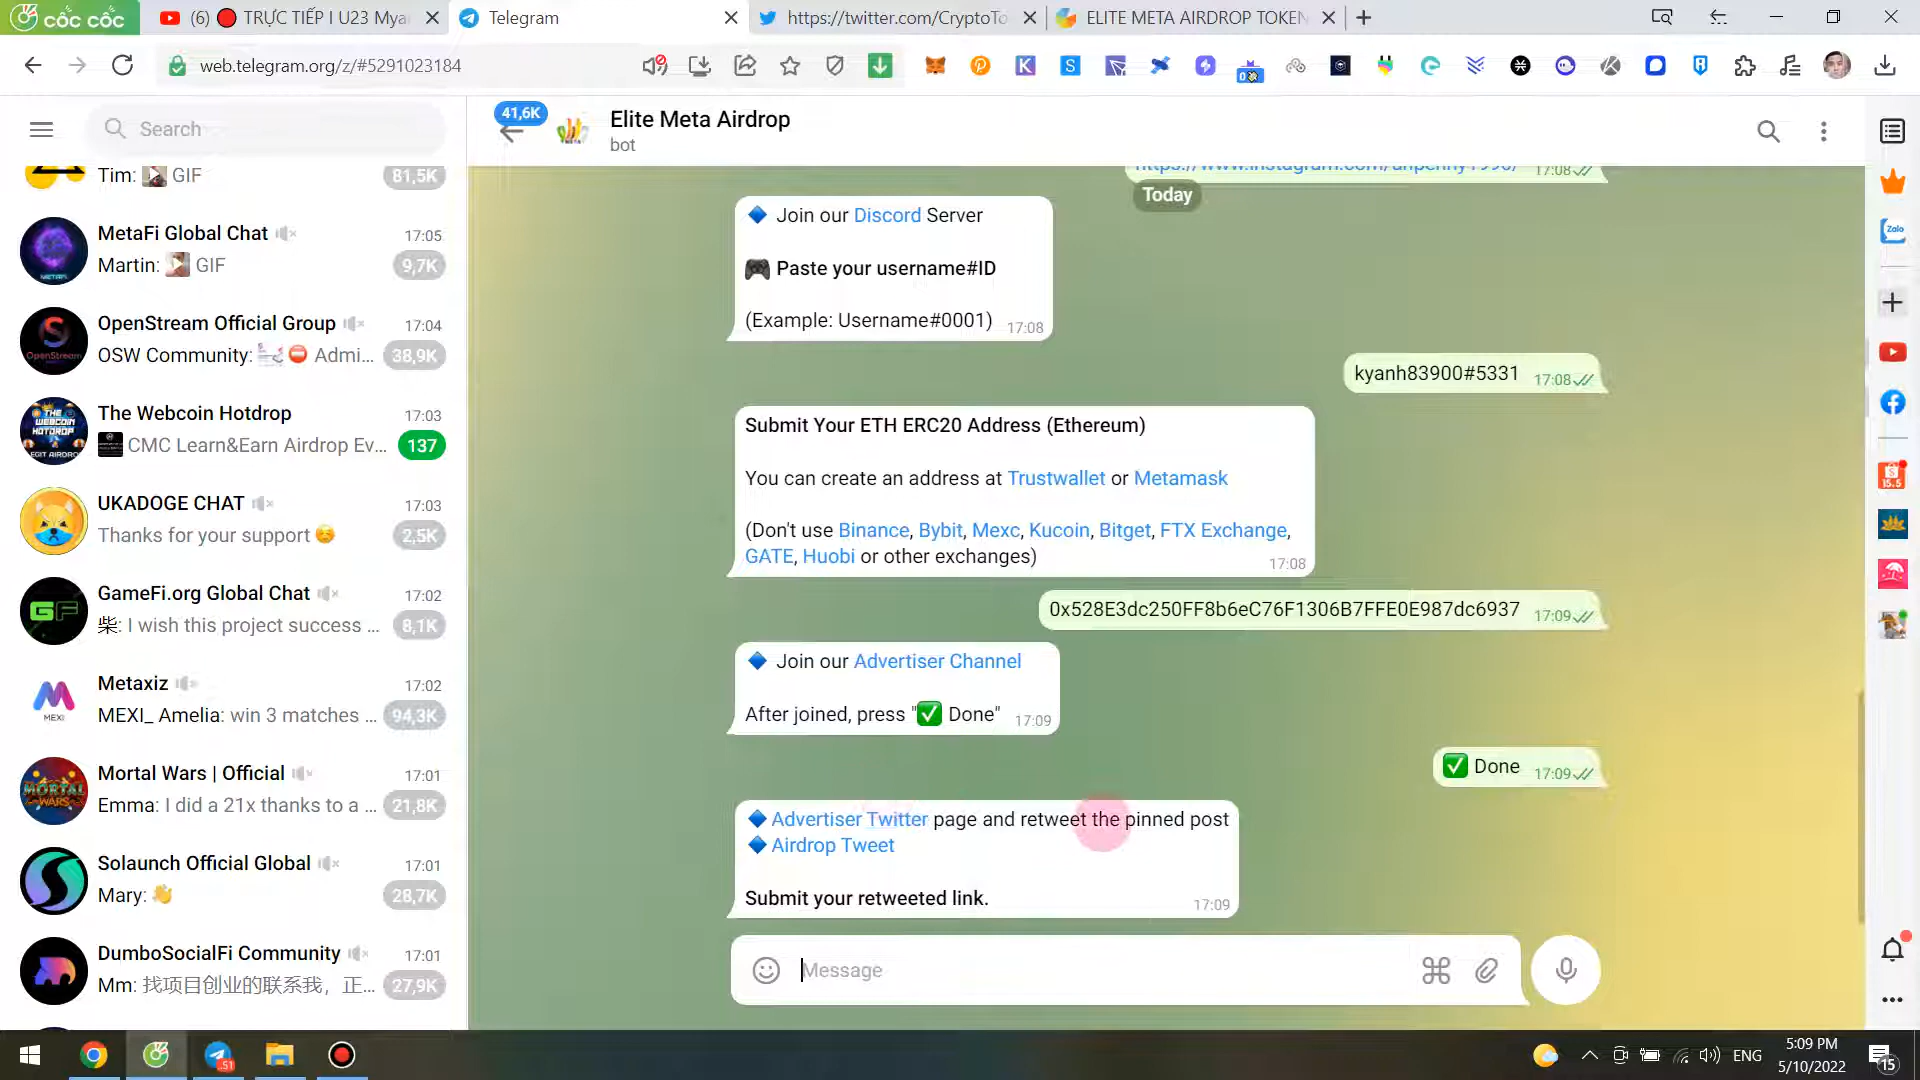 cốc cốc
(6) 🔴 TRỰC TIẾP I U23 Mya
Telegram
https://twitter.com/CryptoTo
ELITE META AIRDROP TOKEN
web.telegram.org/z/#5291023184
Search
41,6K
Elite Meta Airdrop
bot
Tim: GIF
81,5K
MetaFi Global Chat 17:05
Martin: GIF 9,7K
OpenStream Official Group 17:04
OSW Community: ⛔ Admi... 38,9K
The Webcoin Hotdrop 17:03
CMC Learn&Earn Airdrop Ev... 137
UKADOGE CHAT 17:03
Thanks for your support ☺️ 2,5K
GameFi.org Global Chat 17:02
柴: I wish this project success ... 8,1K
Metaxiz 17:02
MEXI_ Amelia: win 3 matches ... 94,3K
Mortal Wars | Official 17:01
Emma: I did a 21x thanks to a ... 21,8K
Solaunch Official Global 17:01
Mary: 👋 28,7K
DumboSocialFi Community 17:01
Mm: 找项目创业的联系我，正... 27,9K
17:08
Today
🔷 Join our Discord Server
🎮 Paste your username#ID
(Example: Username#0001) 17:08
kyanh83900#5331 17:08
Submit Your ETH ERC20 Address (Ethereum)
You can create an address at Trustwallet or Metamask
(Don't use Binance, Bybit, Mexc, Kucoin, Bitget, FTX Exchange,
GATE, Huobi or other exchanges) 17:08
0x528E3dc250FF8b6eC76F1306B7FFE0E987dc6937 17:09
🔷 Join our Advertiser Channel
After joined, press "✅ Done" 17:09
✅ Done 17:09
🔷 Advertiser Twitter page and retweet the pinned post
🔷 Airdrop Tweet
Submit your retweeted link. 17:09
Message
Zalo
15.5
51
ENG
5:09 PM
5/10/2022
15